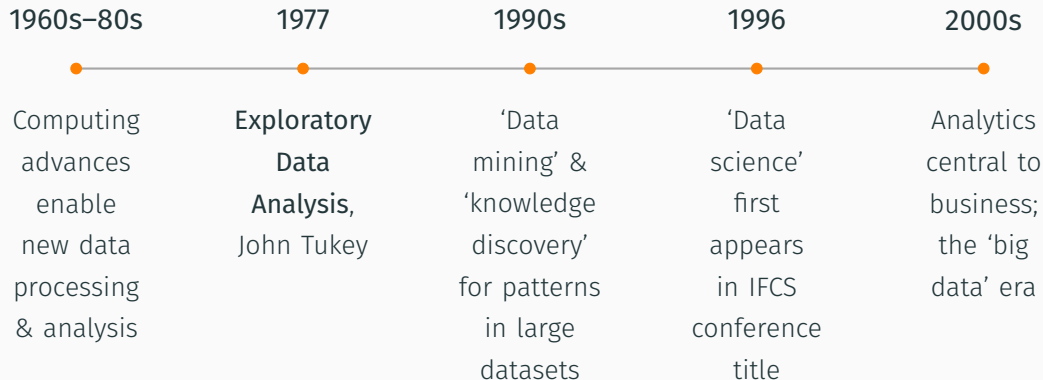 1960s–80s
Computing
advances
enable
new data
processing
& analysis
1977
Exploratory
Data
Analysis,
John Tukey
1990s
‘Data
mining’ &
‘knowledge
discovery’
for patterns
in large
datasets
1996
‘Data
science’
first
appears
in IFCS
conference
title
2000s
Analytics
central to
business;
the ‘big
data’ era